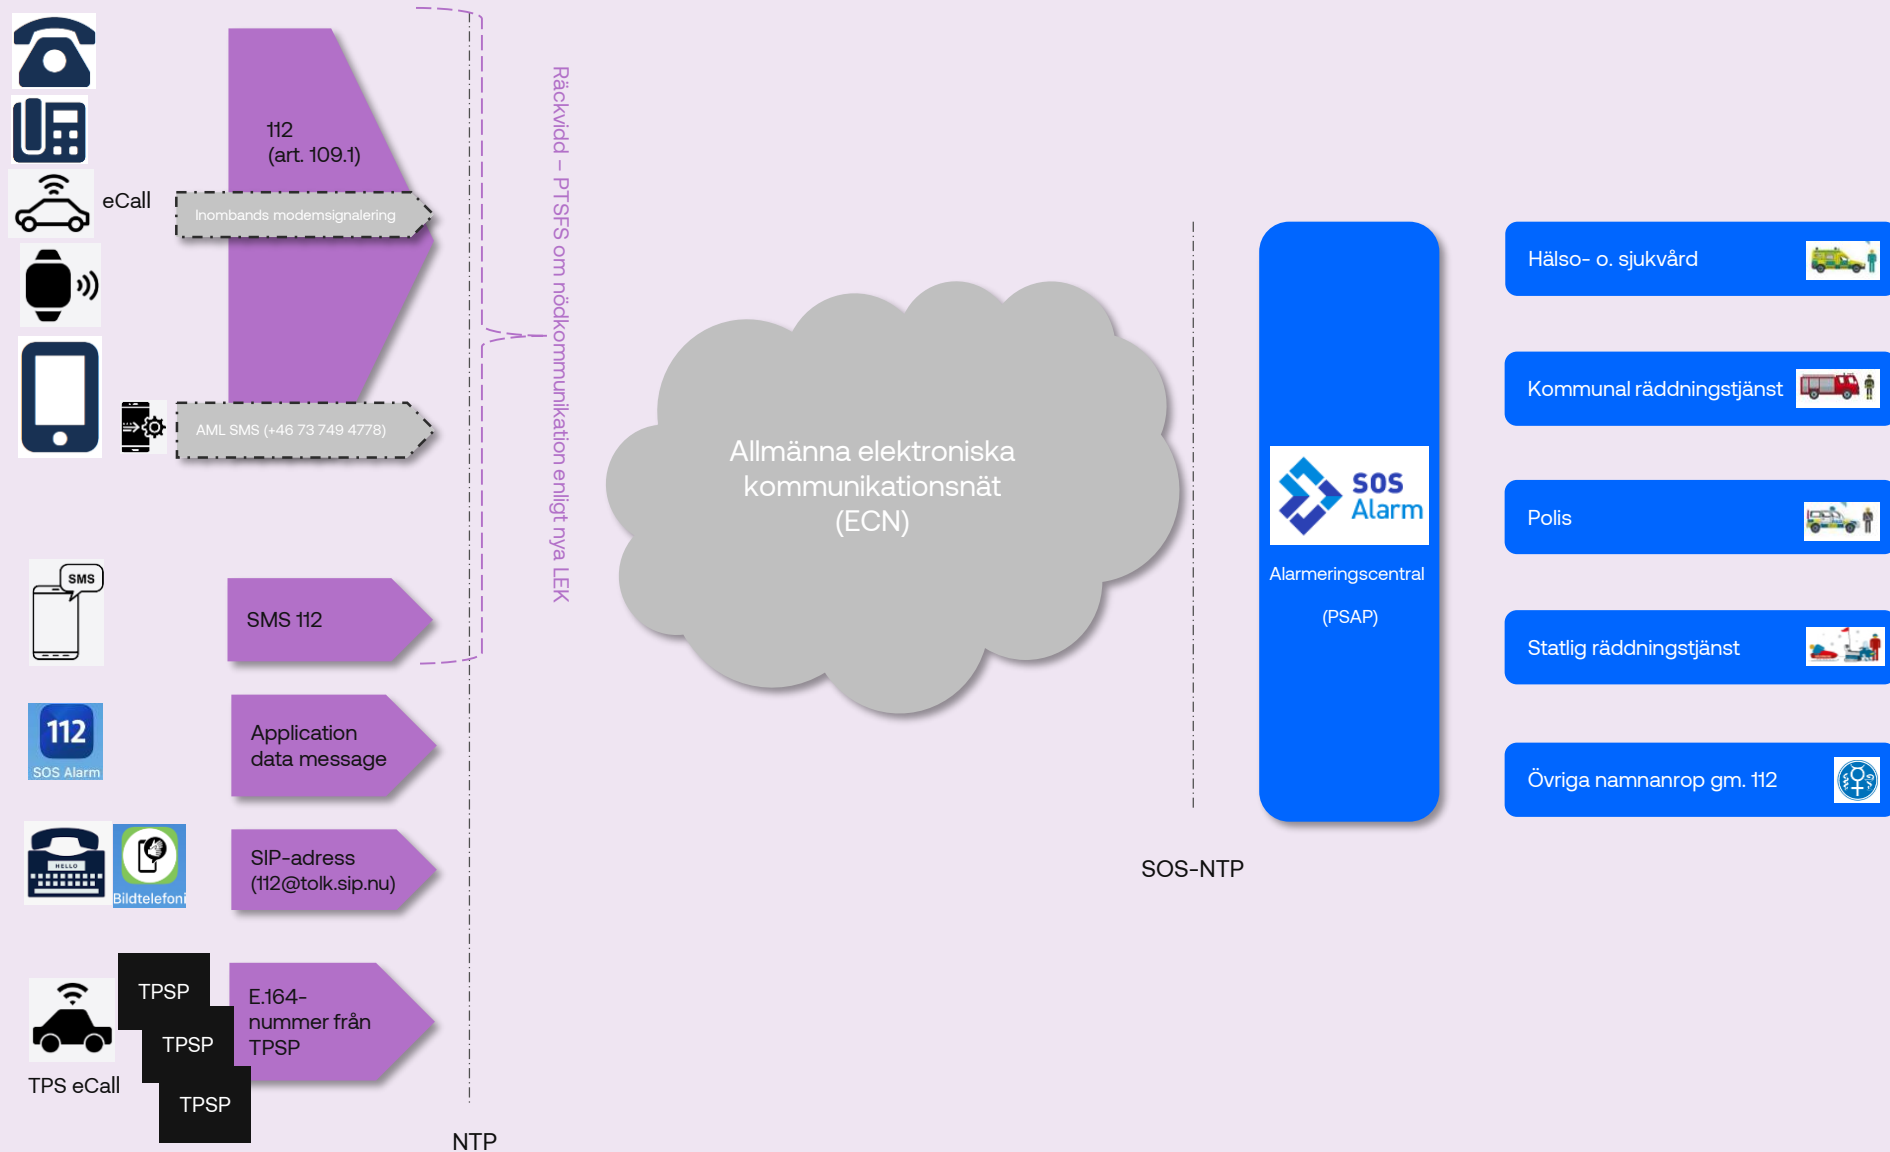 112
(art. 109.1)
eCall
Inombands modemsignalering
AML SMS (+46 73 749 4778)
SMS
SMS 112
112
SOS Alarm
Application
data message
HELLO
Bildtelefoni
SIP-adress
(112@tolk.sip.nu)
TPSP
TPSP
TPSP
TPS eCall
E.164-
nummer från
TPSP
NTP
Räckvidd – PTSFS om nödkommunikation enligt nya LEK
Allmänna elektroniska
kommunikationsnät
(ECN)
SOS-NTP
SOS
Alarm
Alarmeringscentral
(PSAP)
Hälso- o. sjukvård
Kommunal räddningstjänst
Polis
Statlig räddningstjänst
Övriga namnanrop gm. 112